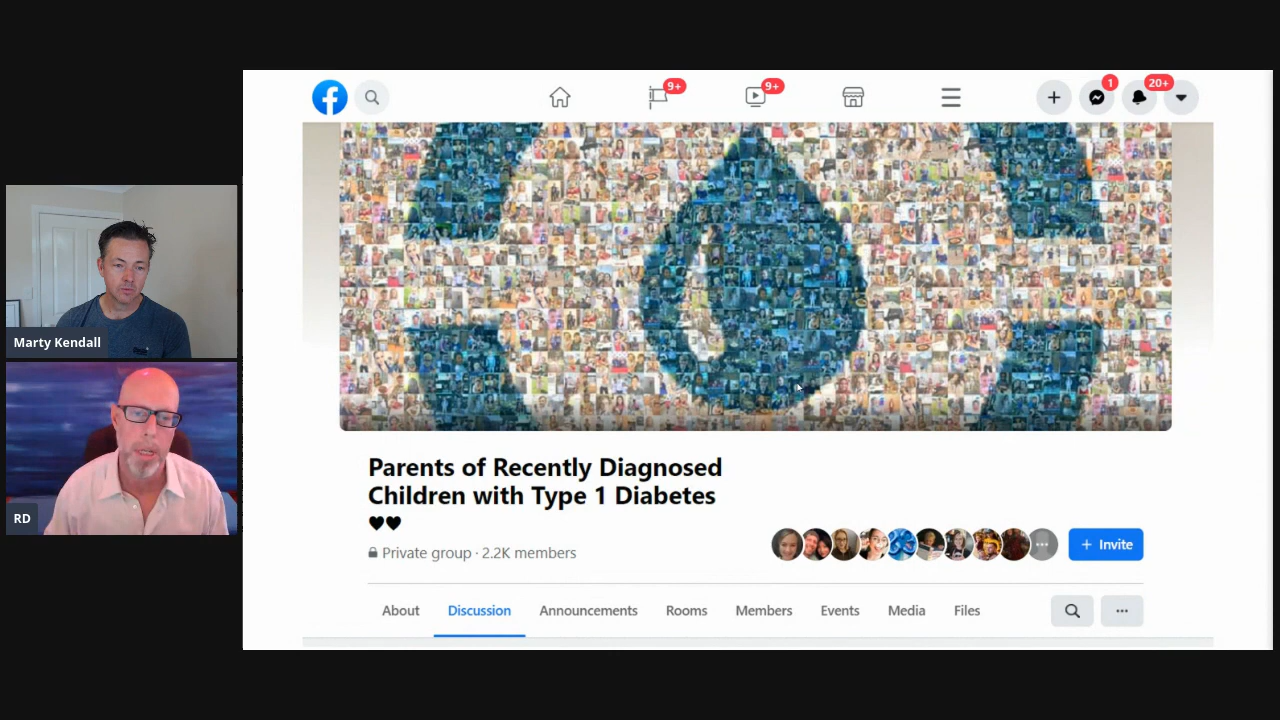 9+
9+
1
20+
Marty Kendall
RD
Parents of Recently Diagnosed
Children with Type 1 Diabetes
🖤🖤
Private group · 2.2K members
+ Invite
About
Discussion
Announcements
Rooms
Members
Events
Media
Files